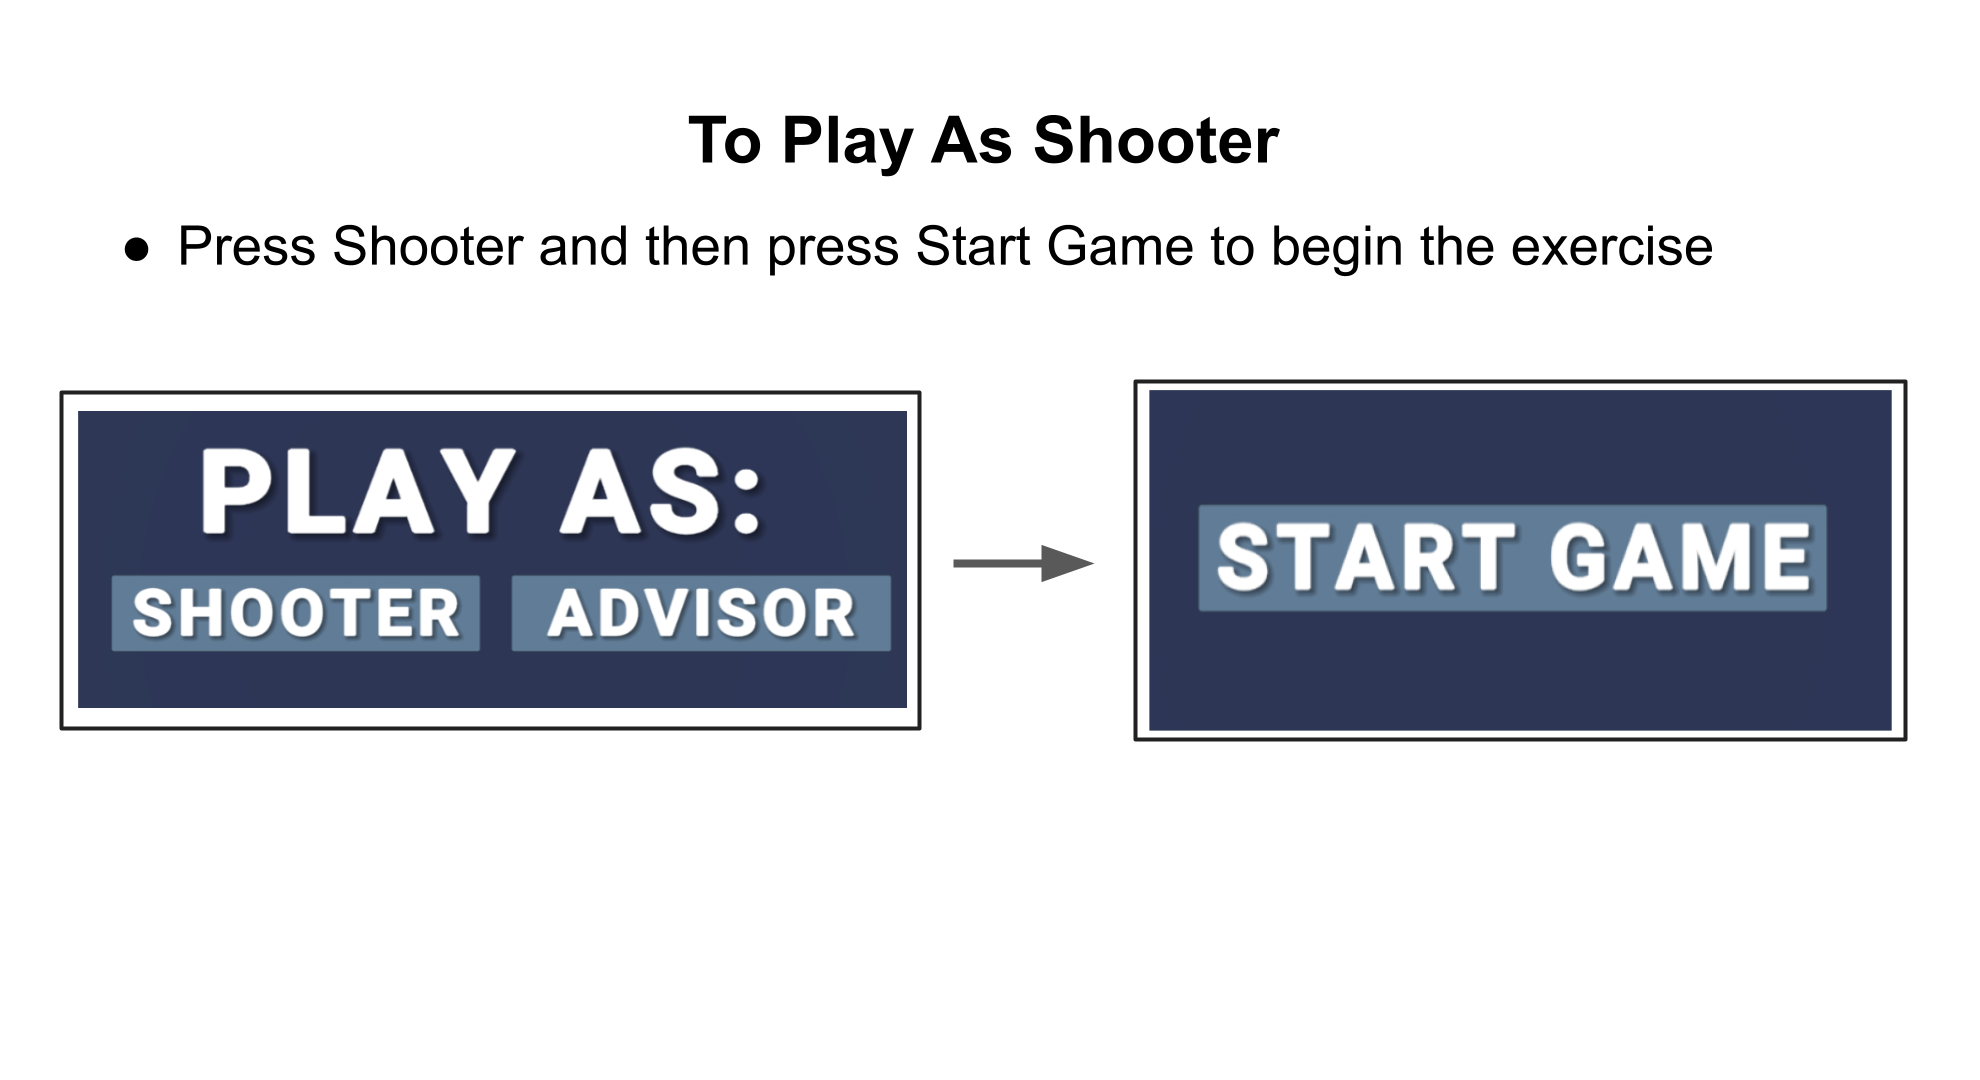 To Play As Shooter
● Press Shooter and then press Start Game to begin the exercise
PLAY AS:
SHOOTER ADVISOR
START GAME